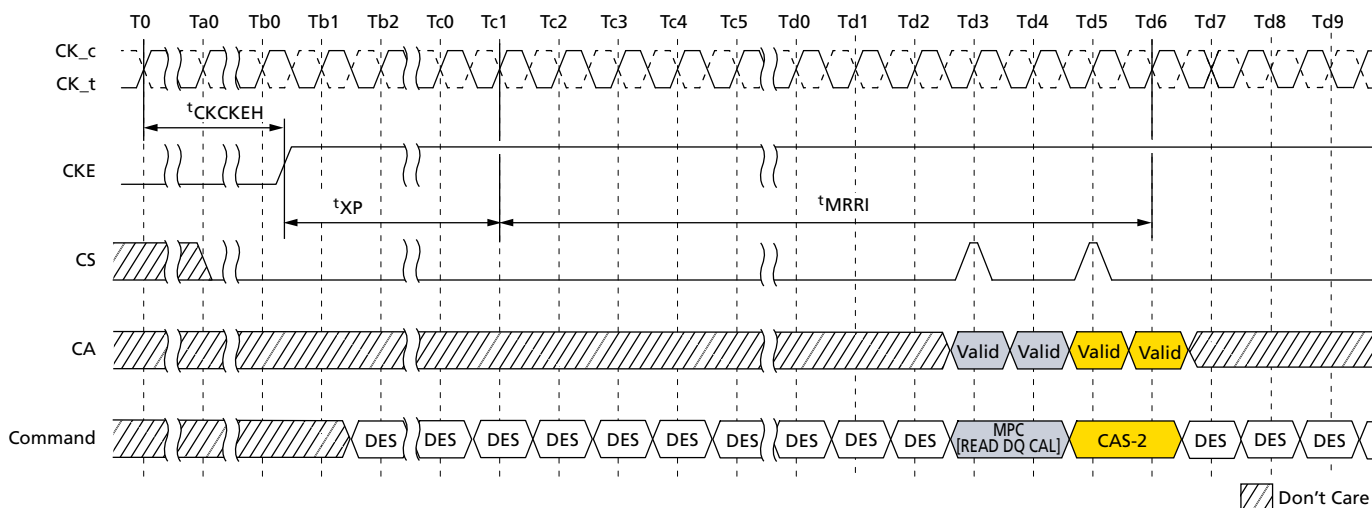 T0 Ta0 Tb0 Tb1 Tb2 Tc0 Tc1 Tc2 Tc3 Tc4 Tc5 Td0 Td1 Td2 Td3 Td4 Td5 Td6 Td7 Td8 Td9
CK_c
CK_t
tCKCKEH
CKE
tXP tMRRI
CS
CA Valid Valid Valid Valid
Command DES DES DES DES DES DES DES DES DES DES MPC [READ DQ CAL] CAS-2 DES DES DES
Don't Care